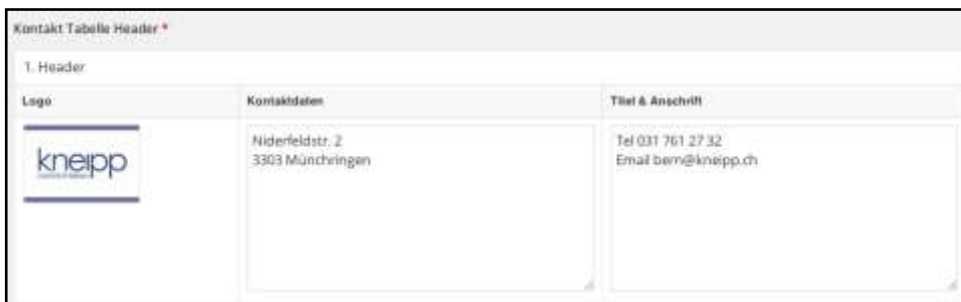 Kontakt Tabelle Header *
1. Header
Logo
Kontaktdaten
Titel & Anschrift
kneipp
Niderfeldstr. 2
3303 Münchringen
Tel 031 761 27 32
Email bern@kneipp.ch